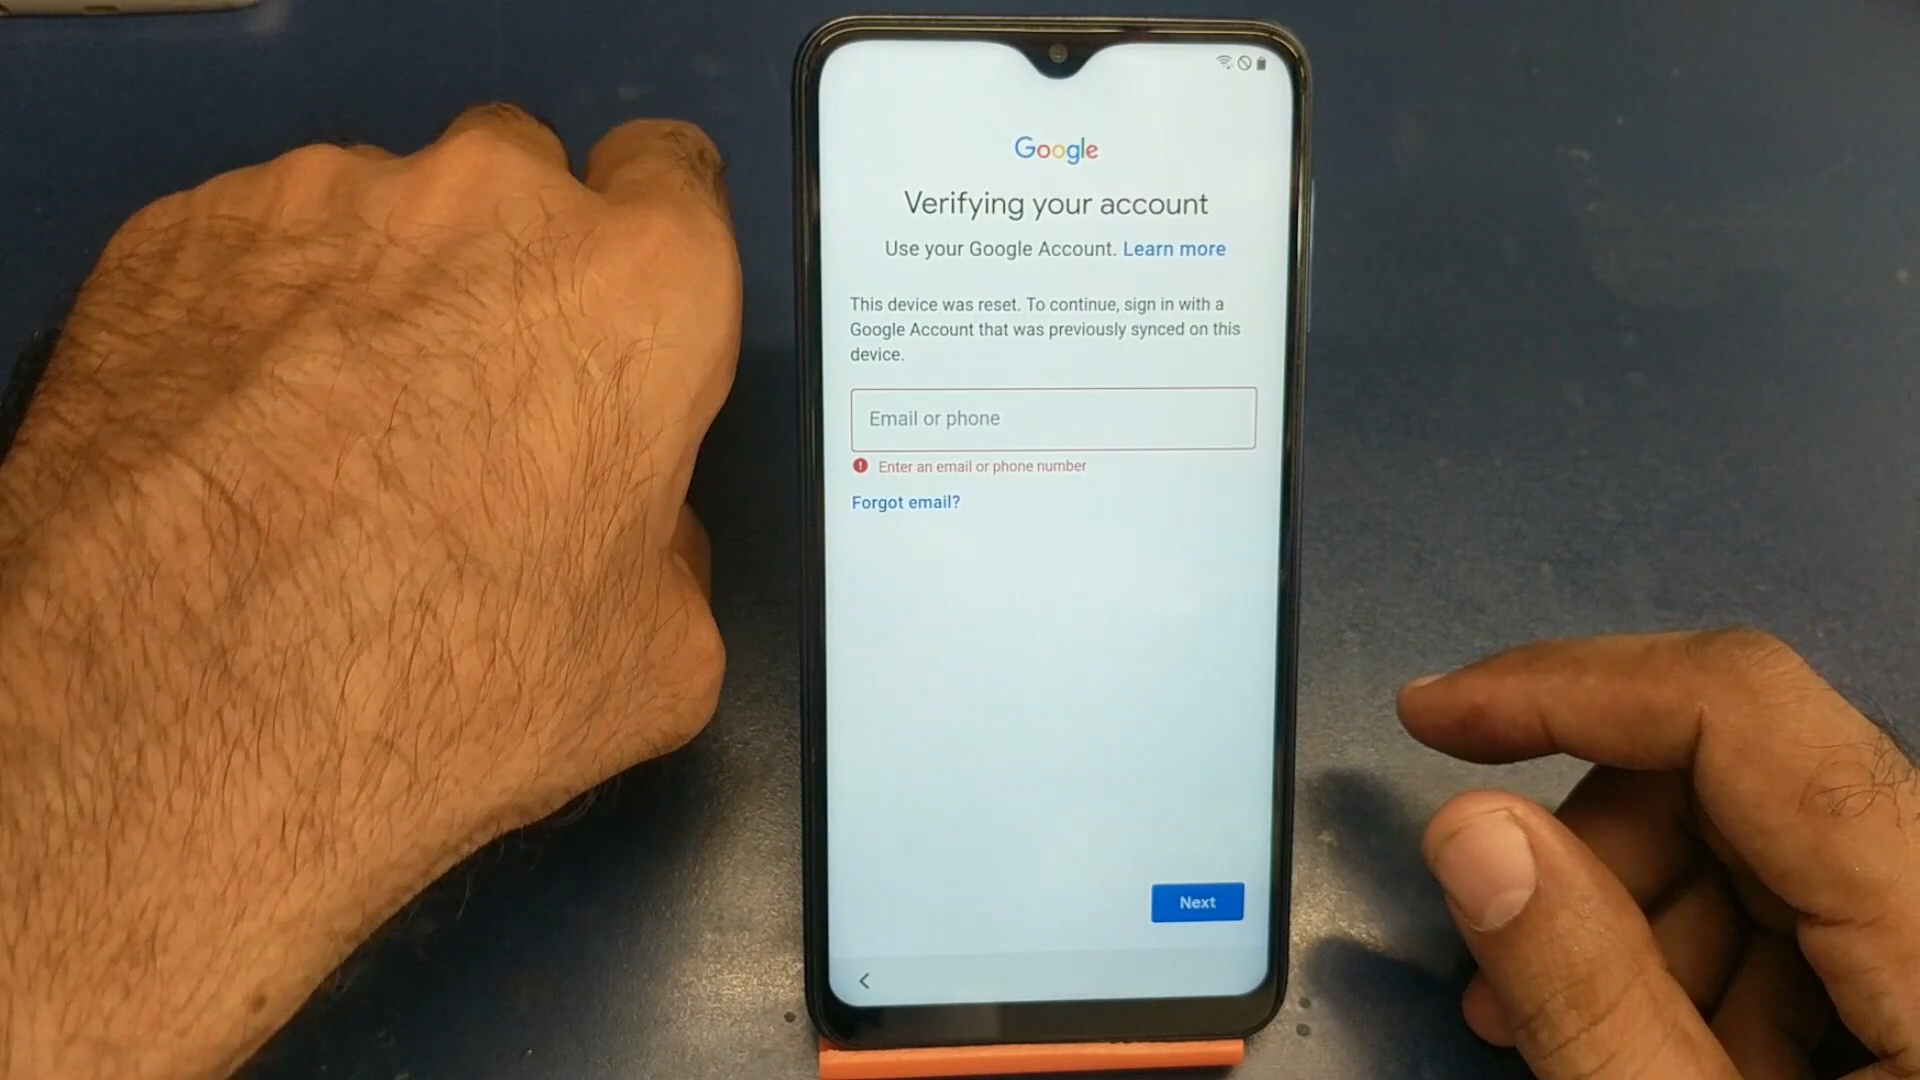 Google
Verifying your account
Use your Google Account. Learn more
This device was reset. To continue, sign in with a
Google Account that was previously synced on this
device.
Email or phone
Enter an email or phone number
Forgot email?
Next